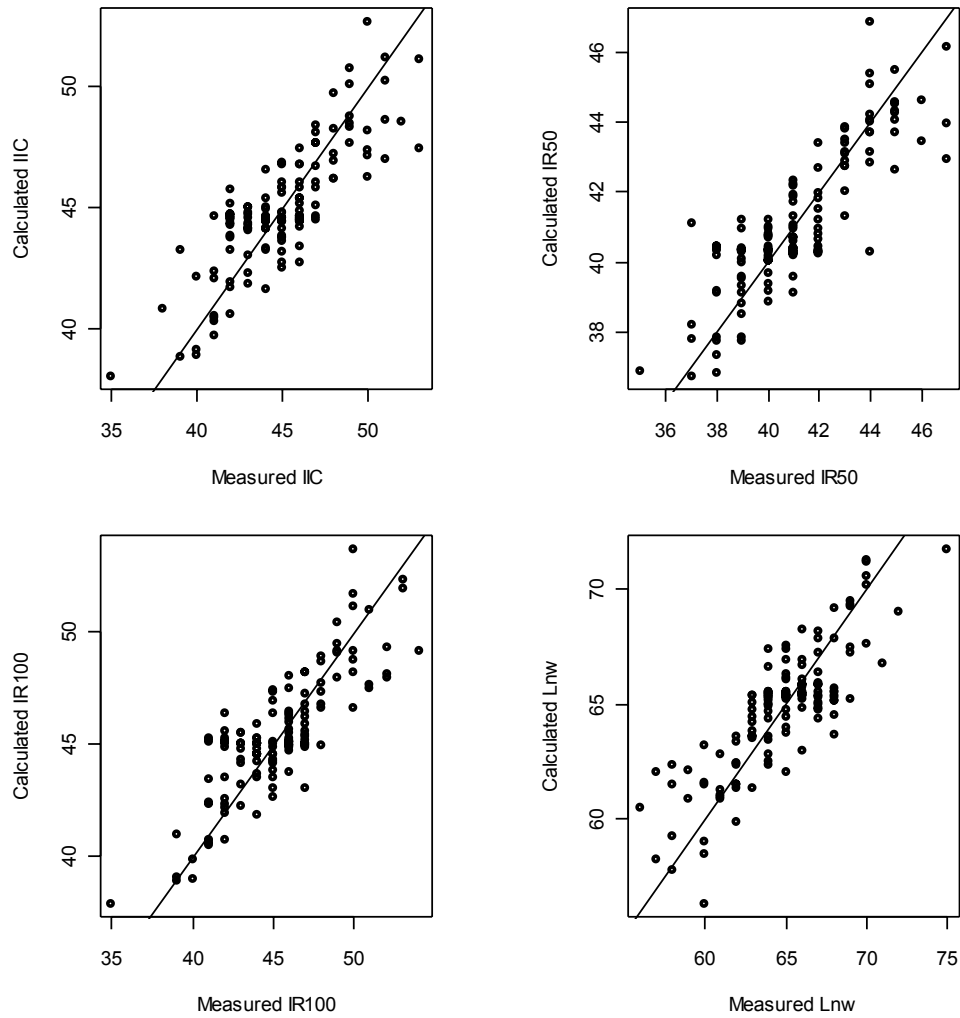 Calculated IIC
50
45
40
35 40 45 50
Measured IIC
Calculated IR50
46
44
42
40
38
36 38 40 42 44 46
Measured IR50
Calculated IR100
50
45
40
35 40 45 50
Measured IR100
Calculated Lnw
70
65
60
60 65 70 75
Measured Lnw